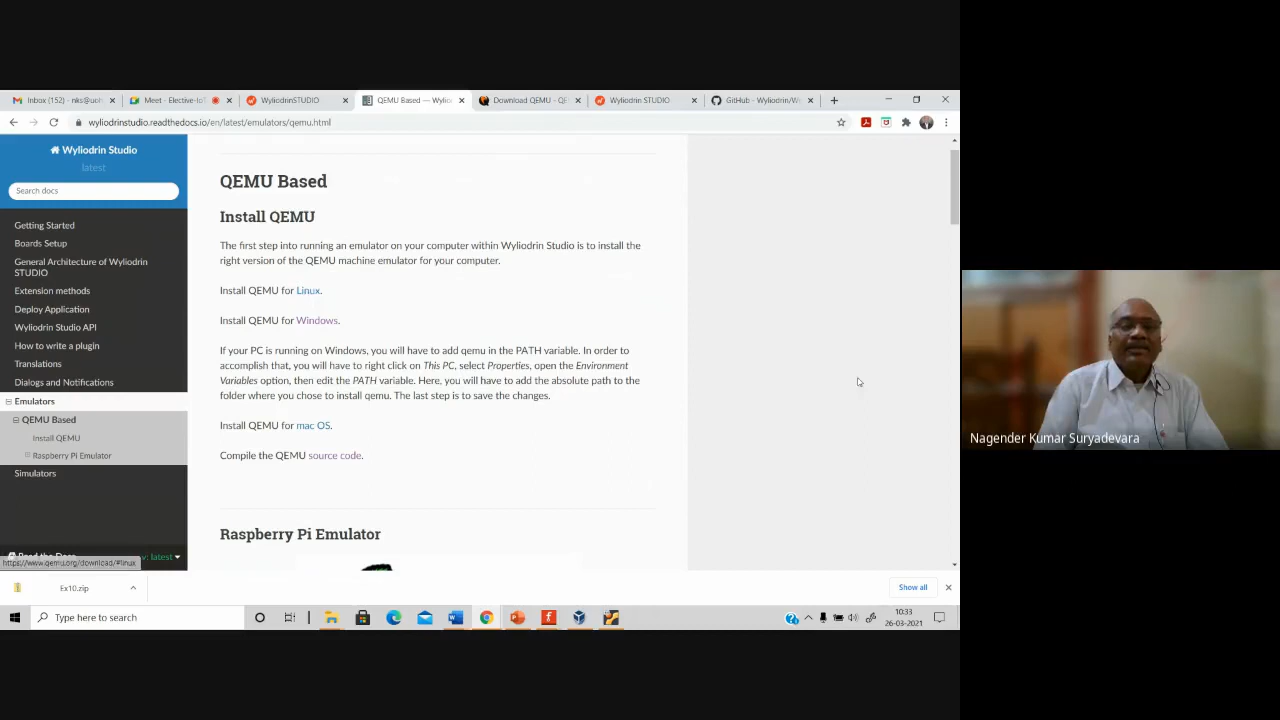 Inbox (152) - nks@uoh
Meet - Elective-to
WyliodrinSTUDIO
QEMU Based — Wylio
Download QEMU - QE
Wyliodrin STUDIO
GitHub - Wyliodrin/W
wyliodrinstudio.readthedocs.io/en/latest/emulators/qemu.html
Wyliodrin Studio
latest
Search docs
Getting Started
Boards Setup
General Architecture of Wyliodrin
STUDIO
Extension methods
Deploy Application
Wyliodrin Studio API
How to write a plugin
Translations
Dialogs and Notifications
Emulators
QEMU Based
Install QEMU
Raspberry Pi Emulator
Simulators
Read the Docs
v: latest
https://www.qemu.org/download/#linux
QEMU Based
Install QEMU
The first step into running an emulator on your computer within Wyliodrin Studio is to install the
right version of the QEMU machine emulator for your computer.
Install QEMU for Linux.
Install QEMU for Windows.
If your PC is running on Windows, you will have to add qemu in the PATH variable. In order to
accomplish that, you will have to right click on This PC, select Properties, open the Environment
Variables option, then edit the PATH variable. Here, you will have to add the absolute path to the
folder where you chose to install qemu. The last step is to save the changes.
Install QEMU for mac OS.
Compile the QEMU source code.
Raspberry Pi Emulator
Nagender Kumar Suryadevara
Ex10.zip
Show all
Type here to search
10:33
26-03-2021